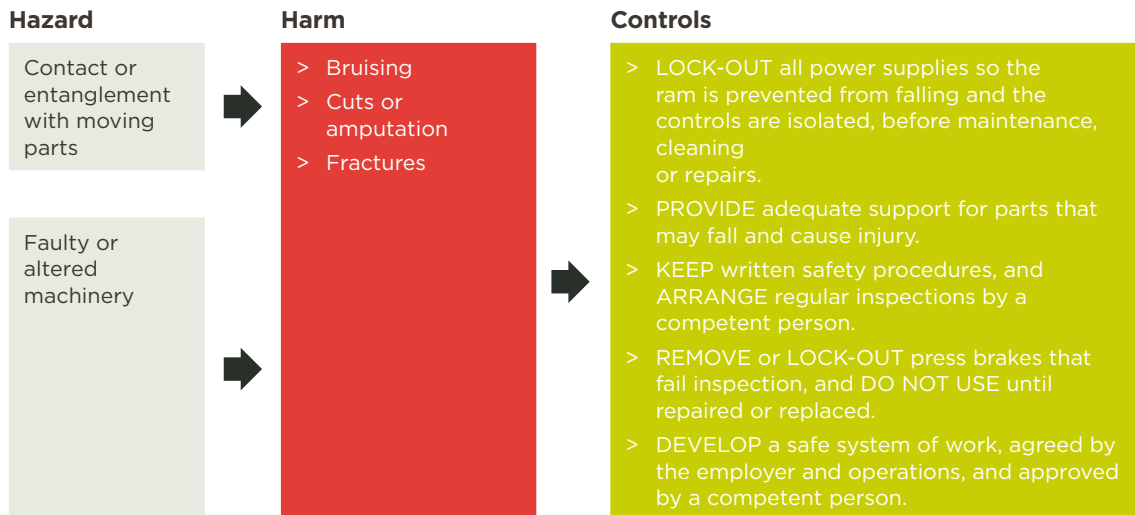 Hazard
Contact or
entanglement
with moving
parts
Faulty or
altered
machinery
Harm
> Bruising
> Cuts or
amputation
> Fractures
Controls
> LOCK-OUT all power supplies so the
ram is prevented from falling and the
controls are isolated, before maintenance,
cleaning
or repairs.
> PROVIDE adequate support for parts that
may fall and cause injury.
> KEEP written safety procedures, and
ARRANGE regular inspections by a
competent person.
> REMOVE or LOCK-OUT press brakes that
fail inspection, and DO NOT USE until
repaired or replaced.
> DEVELOP a safe system of work, agreed by
the employer and operations, and approved
by a competent person.